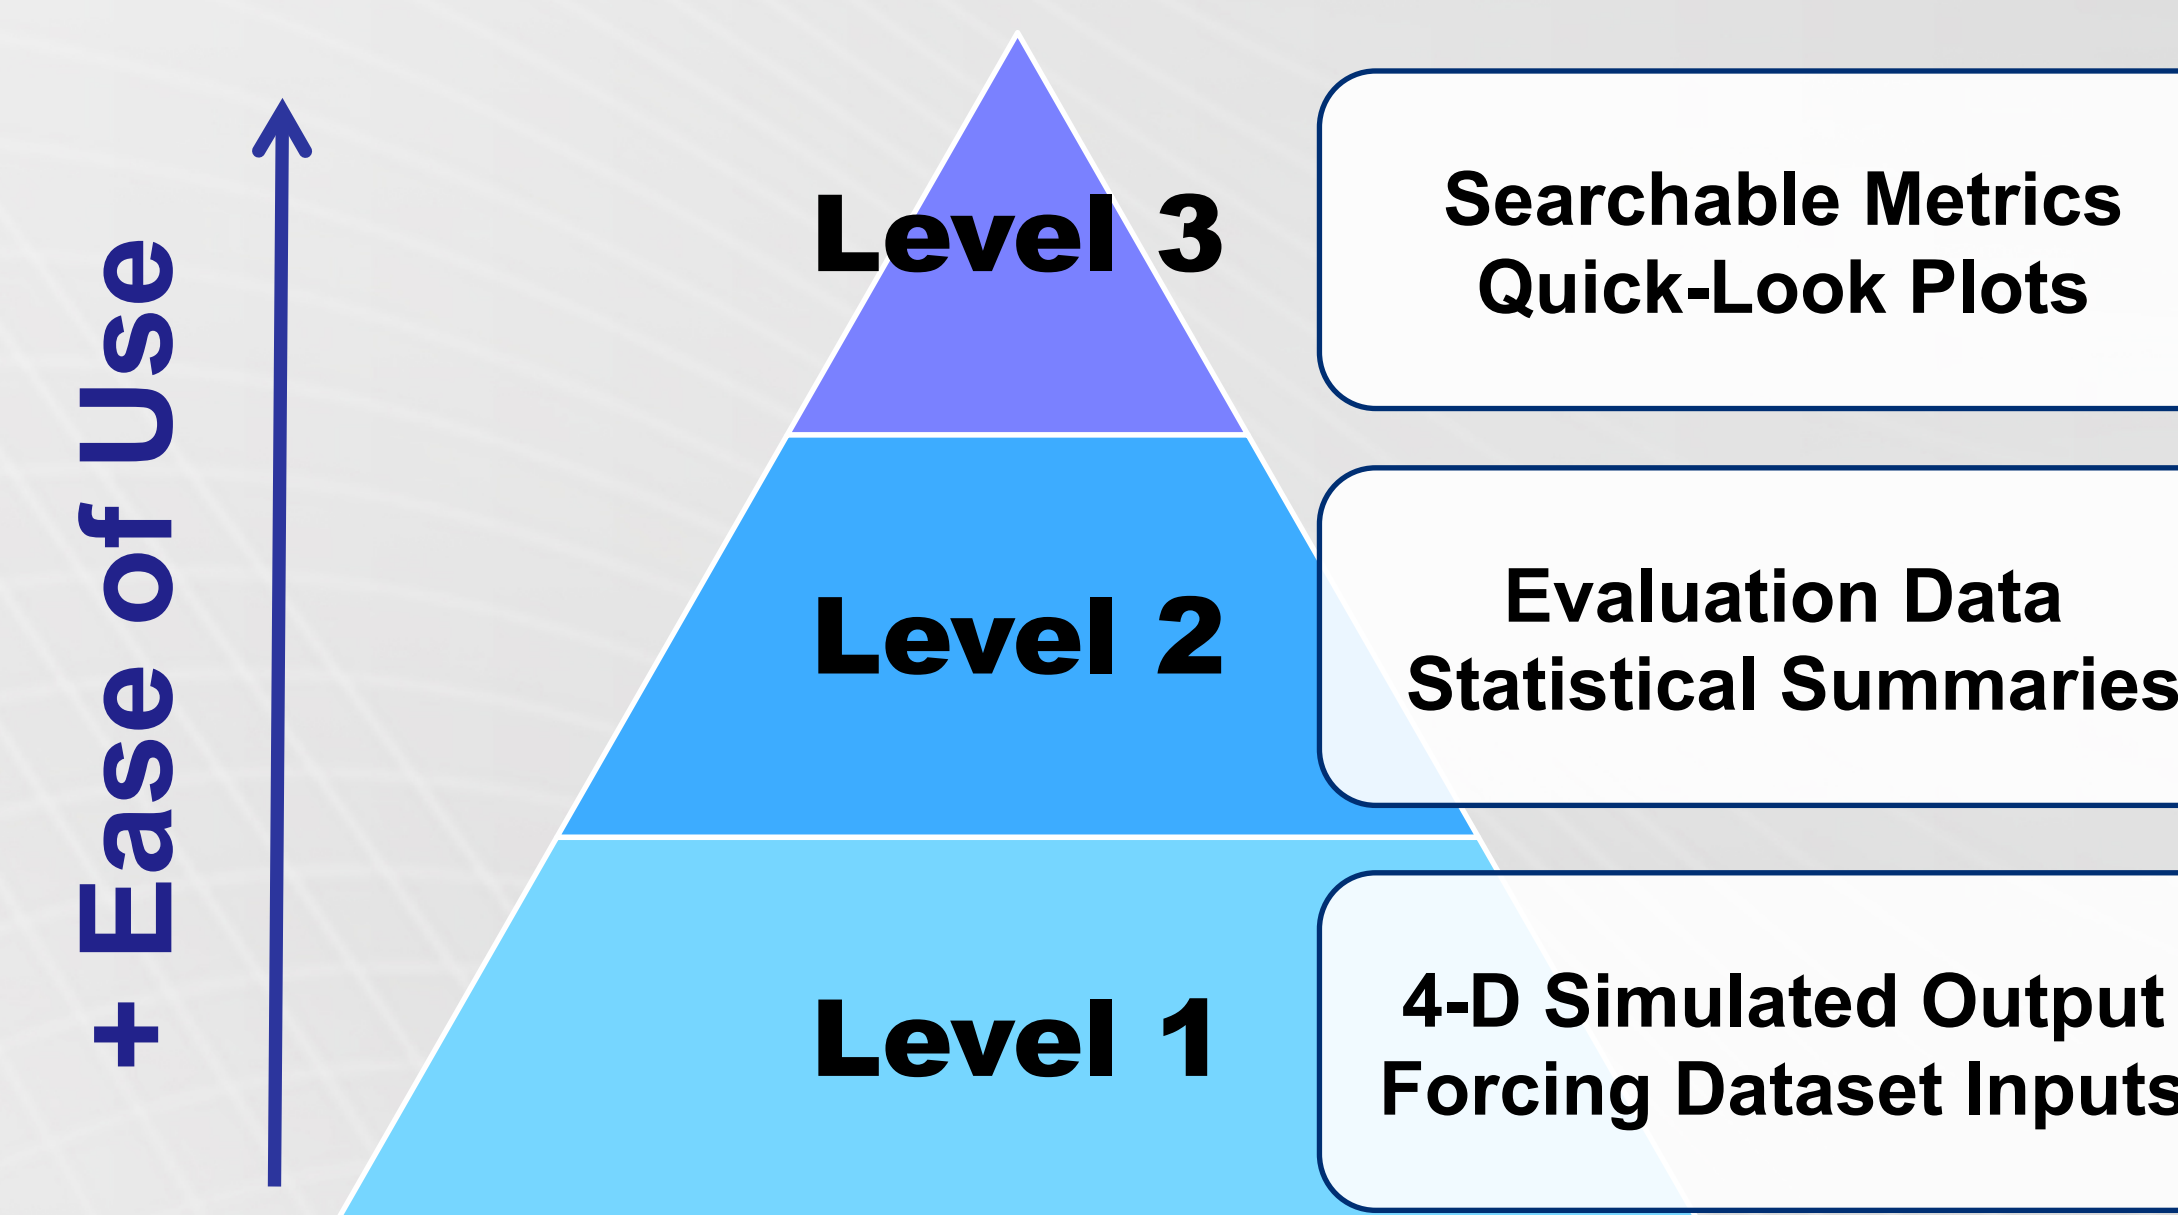 + Ease of Use
Level 3
Searchable Metrics
Quick-Look Plots
Level 2
Evaluation Data
Statistical Summaries
Level 1
4-D Simulated Output
Forcing Dataset Inputs